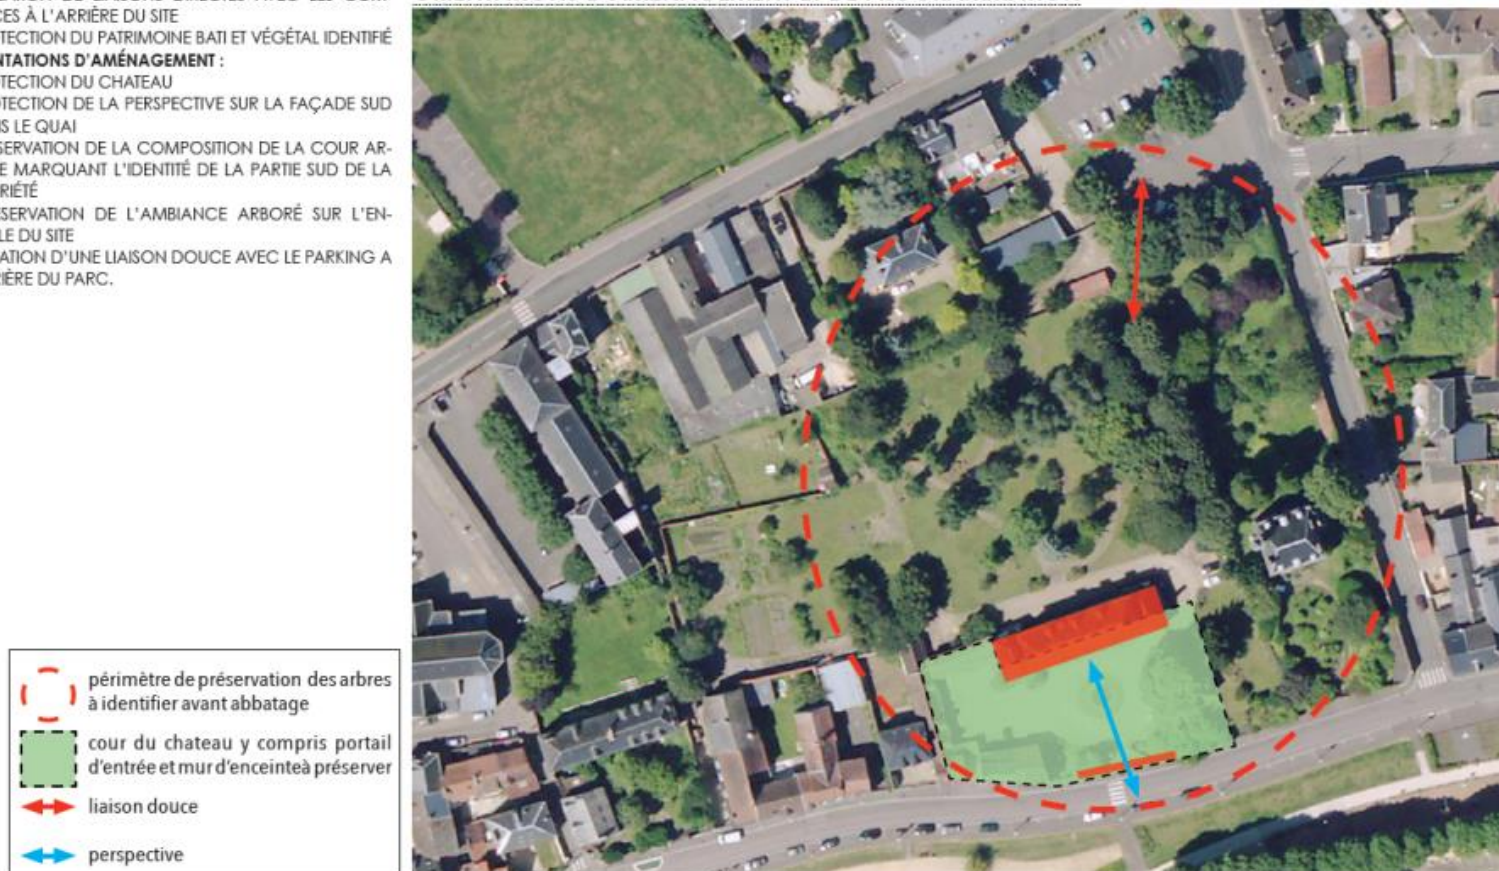 CES À L'ARRIÈRE DU SITE
TECTION DU PATRIMOINE BATI ET VÉGÉTAL IDENTIFIÉ
NTATIONS D'AMÉNAGEMENT :
TECTION DU CHATEAU
TECTION DE LA PERSPECTIVE SUR LA FAÇADE SUD
S LE QUAI
SERVATION DE LA COMPOSITION DE LA COUR AR-
E MARQUANT L'IDENTITÉ DE LA PARTIE SUD DE LA
RIÉTÉ
SERVATION DE L'AMBIANCE ARBORÉ SUR L'EN-
LE DU SITE
ATION D'UNE LIAISON DOUCE AVEC LE PARKING A
RIÈRE DU PARC.
périmètre de préservation des arbres
à identifier avant abbatage
cour du chateau y compris portail
d'entrée et mur d'enceinteà préserver
liaison douce
perspective